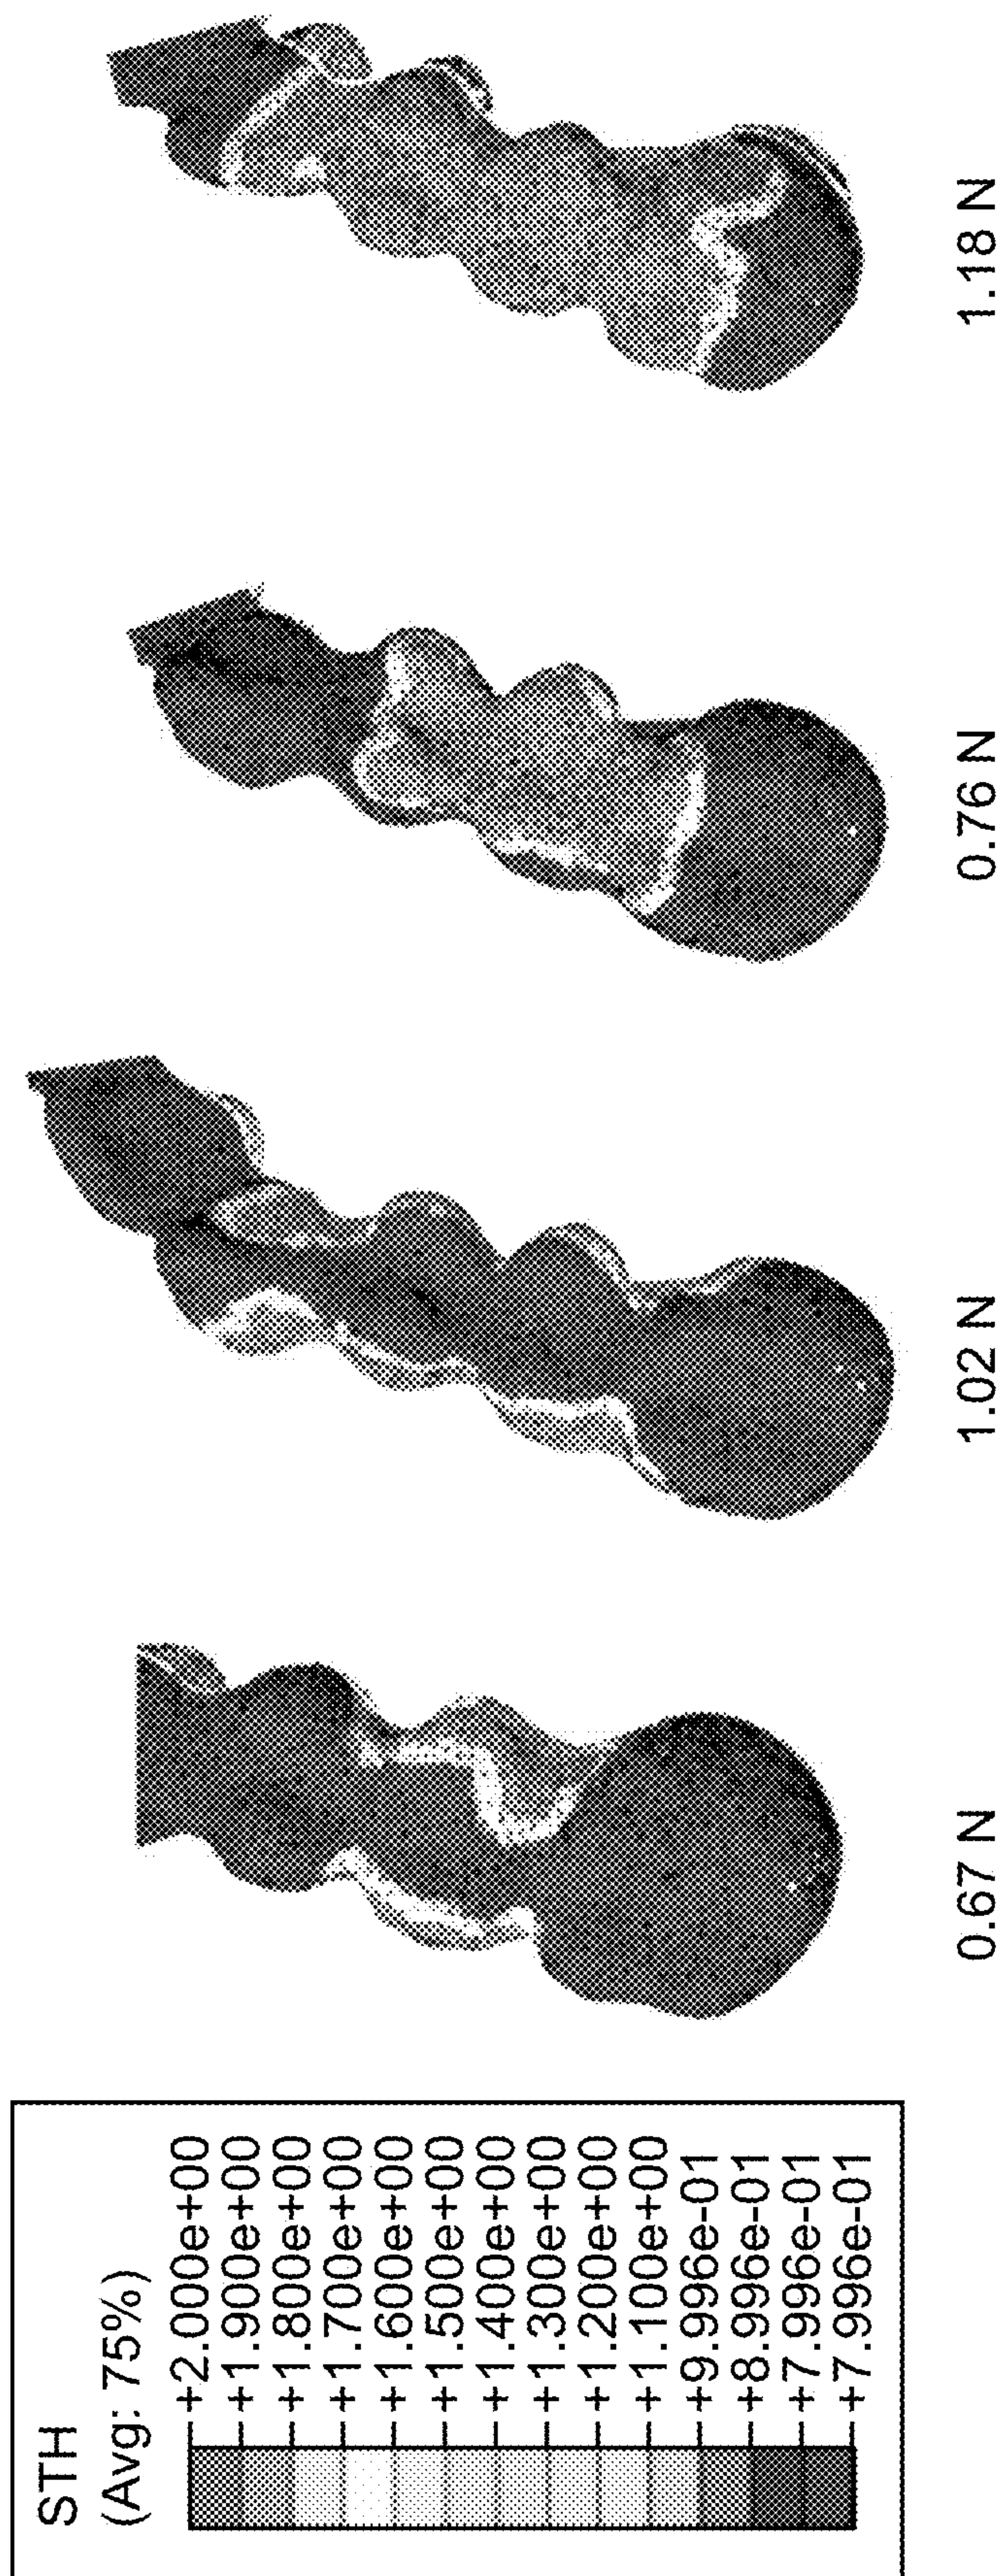 STH
(Avg: 75%)
+2.000e+00
+1.900e+00
+1.800e+00
+1.700e+00
+1.600e+00
+1.500e+00
+1.400e+00
+1.300e+00
+1.200e+00
+1.100e+00
+9.996e-01
+8.996e-01
+7.996e-01
+7.996e-01
0.67 N
1.02 N
0.76 N
1.18 N